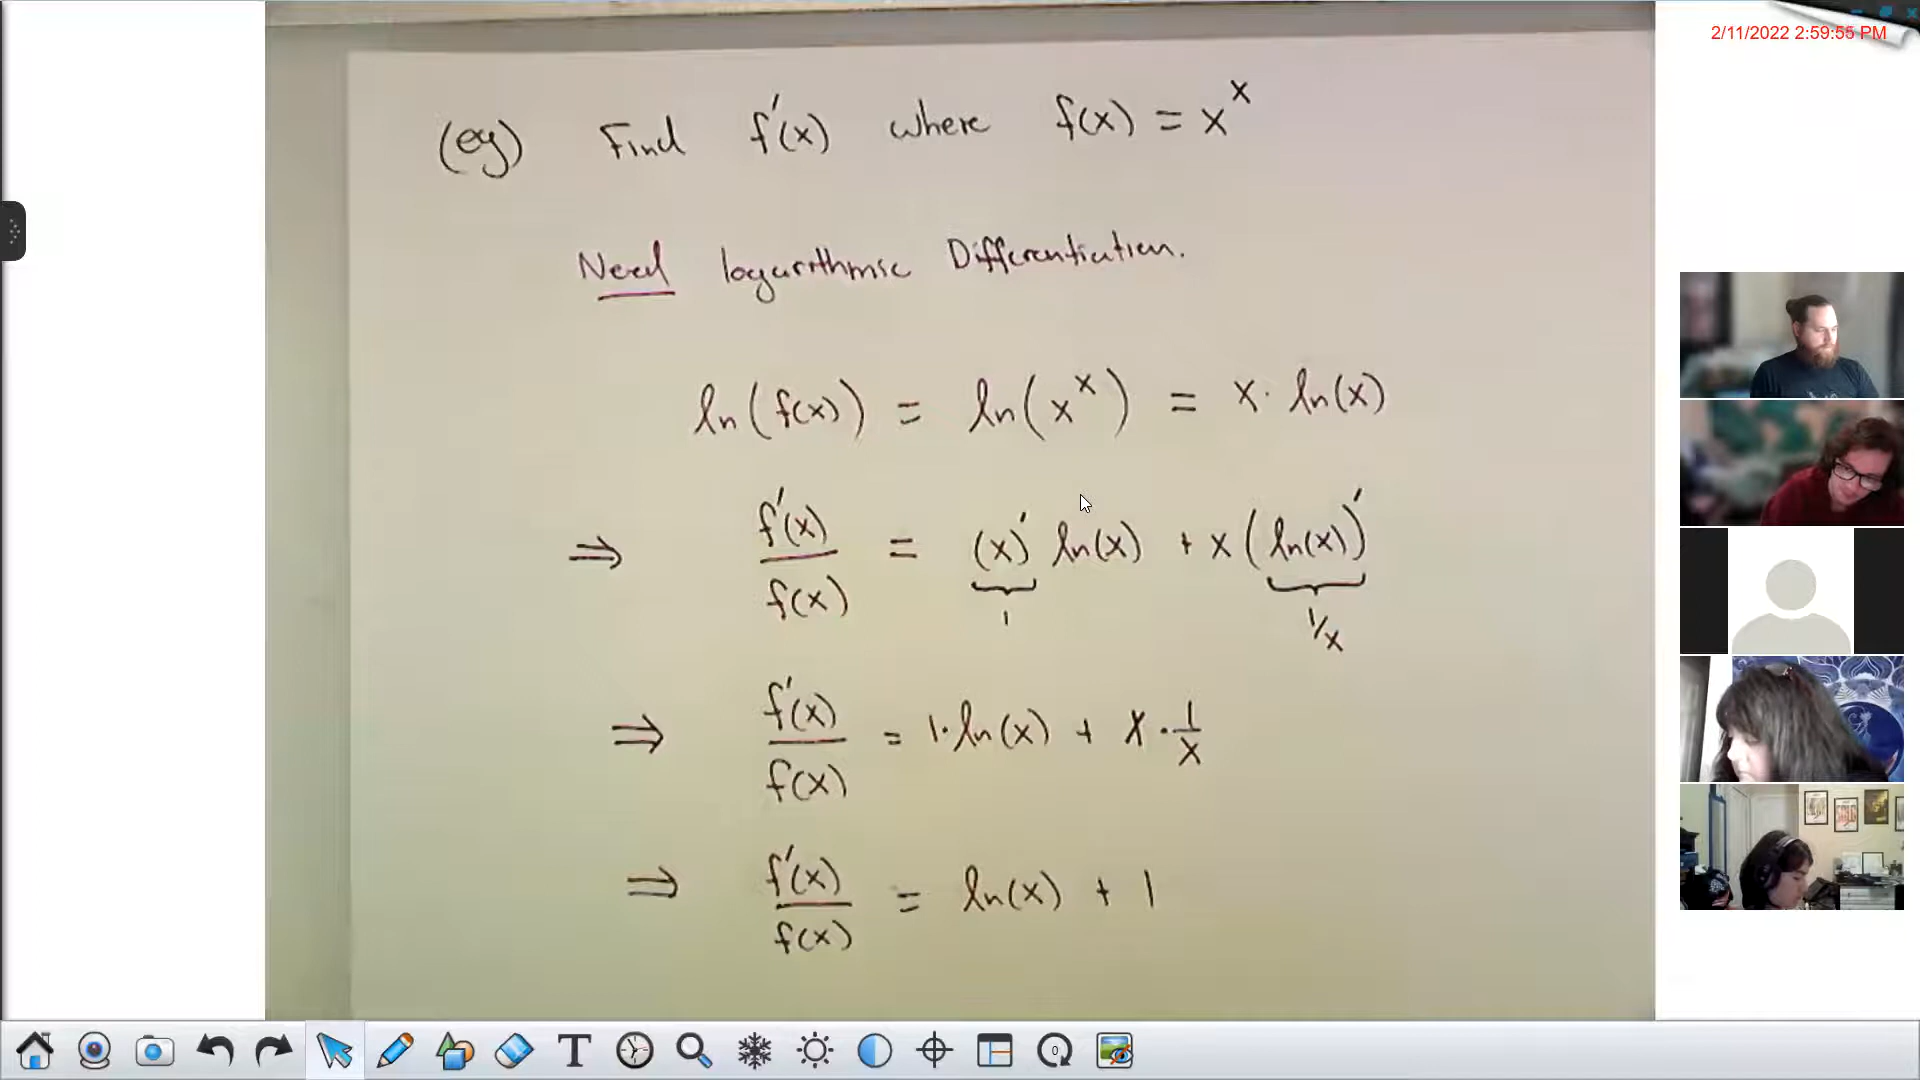 2/11/2022 2:59:55 PM
(eg) Find f'(x) where f(x) = x^x
Need logarithmic Differentiation.
ln(f(x)) = ln(x^x) = x · ln(x)
⇒ f'(x)/f(x) = (x)' ln(x) + x (ln(x))'
1 1/x
⇒ f'(x)/f(x) = 1·ln(x) + x · 1/x
⇒ f'(x)/f(x) = ln(x) + 1
T 0